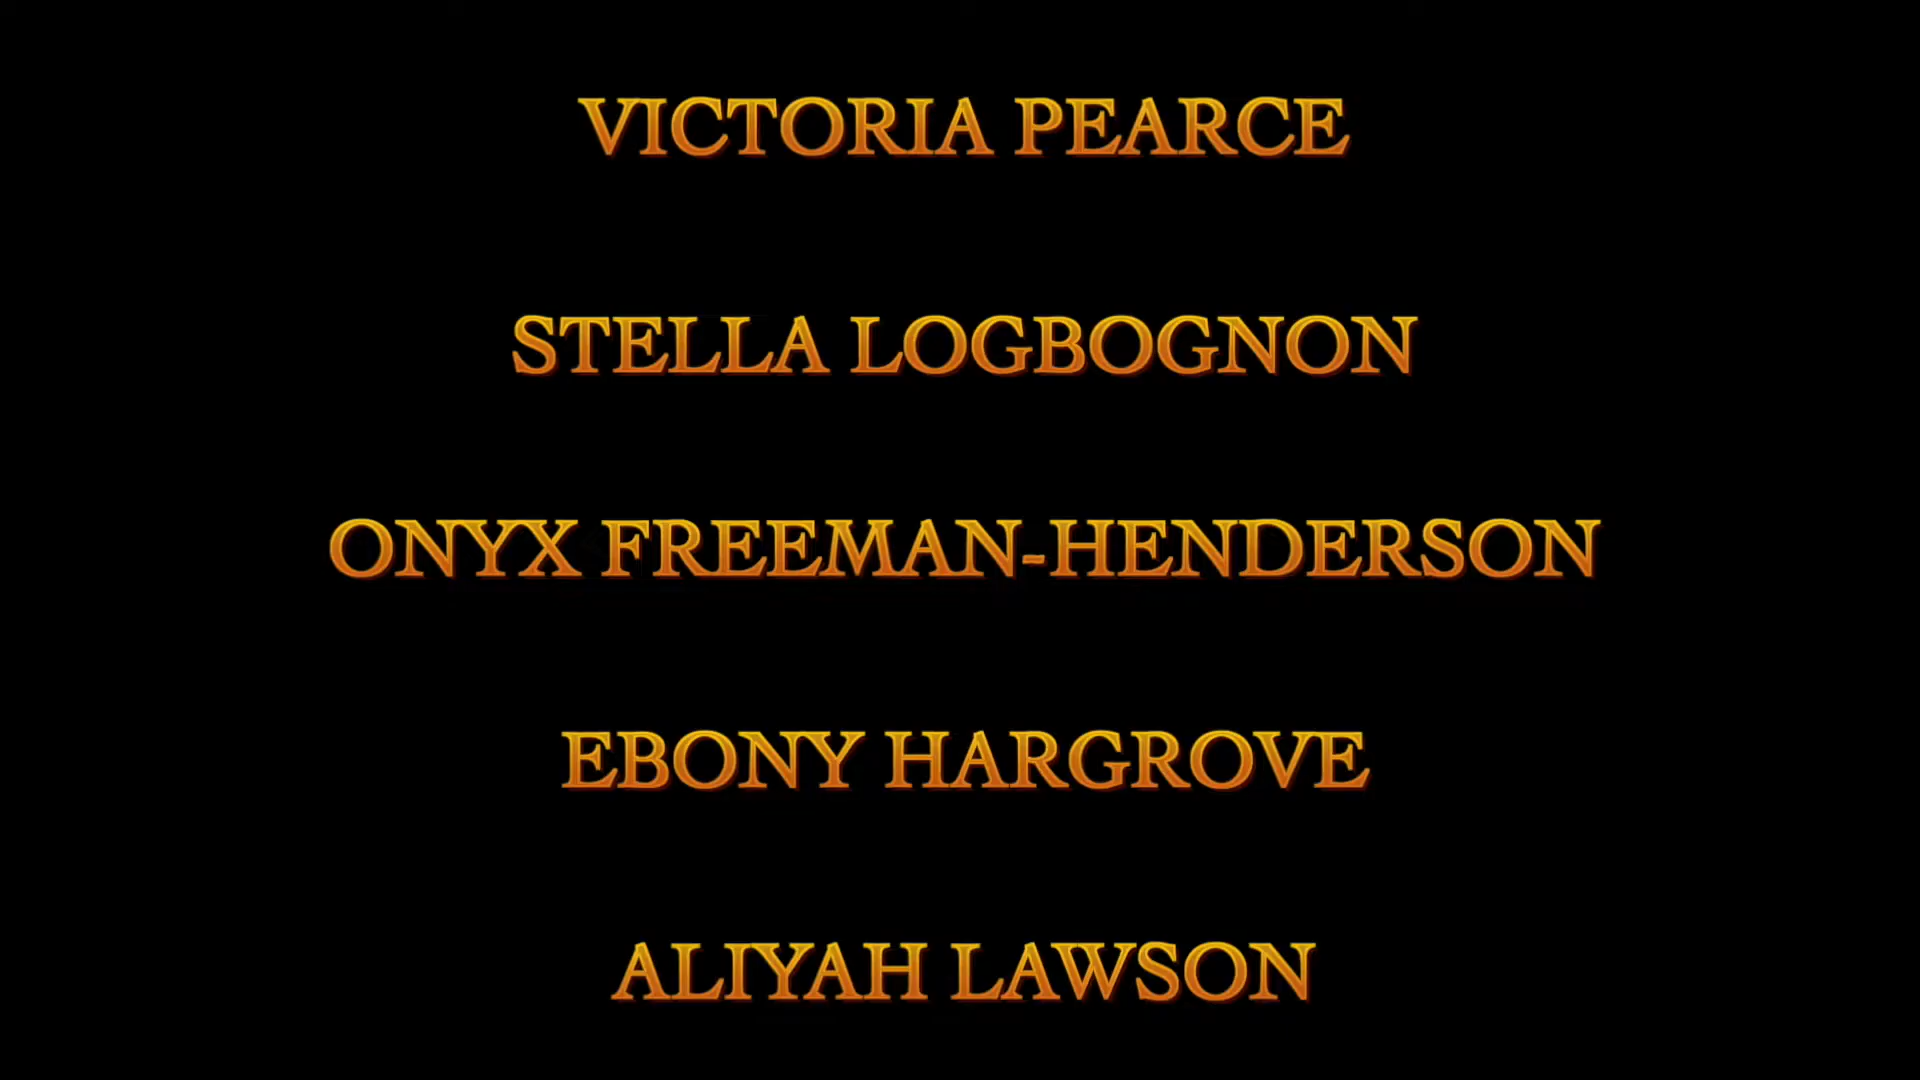 VICTORIA PEARCE
STELLA LOGBOGNON
ONYX FREEMAN-HENDERSON
EBONY HARGROVE
ALIYAH LAWSON